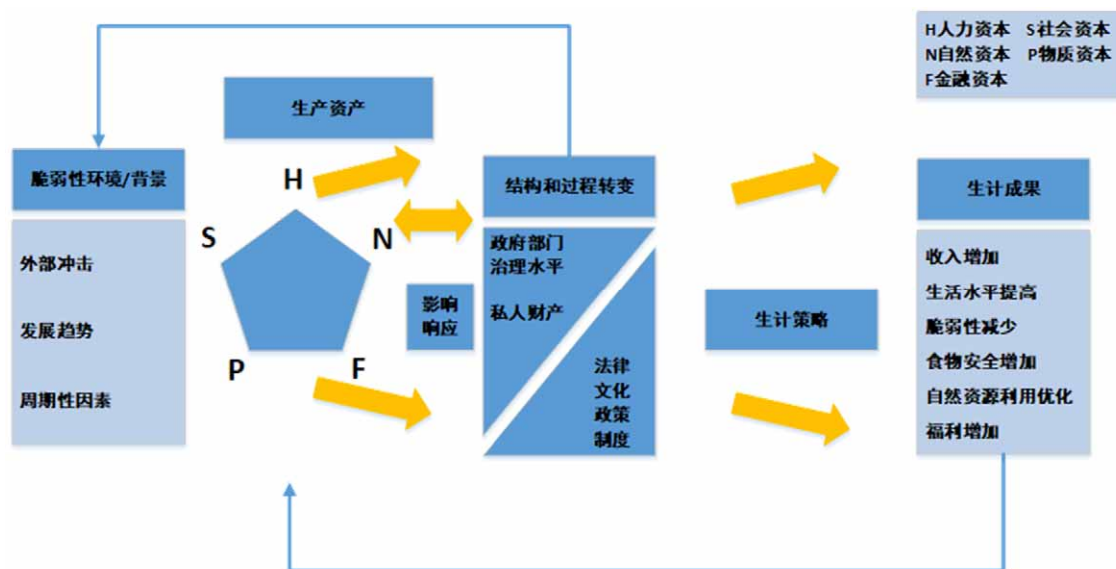 H人力资本 S社会资本
N自然资本 P物质资本
F金融资本
生产资产
脆弱性环境/背景
外部冲击
发展趋势
周期性因素
H
S
N
P
F
影响
响应
结构和过程转变
政府部门
治理水平
私人财产
法律
文化
政策
制度
生计策略
生计成果
收入增加
生活水平提高
脆弱性减少
食物安全增加
自然资源利用优化
福利增加